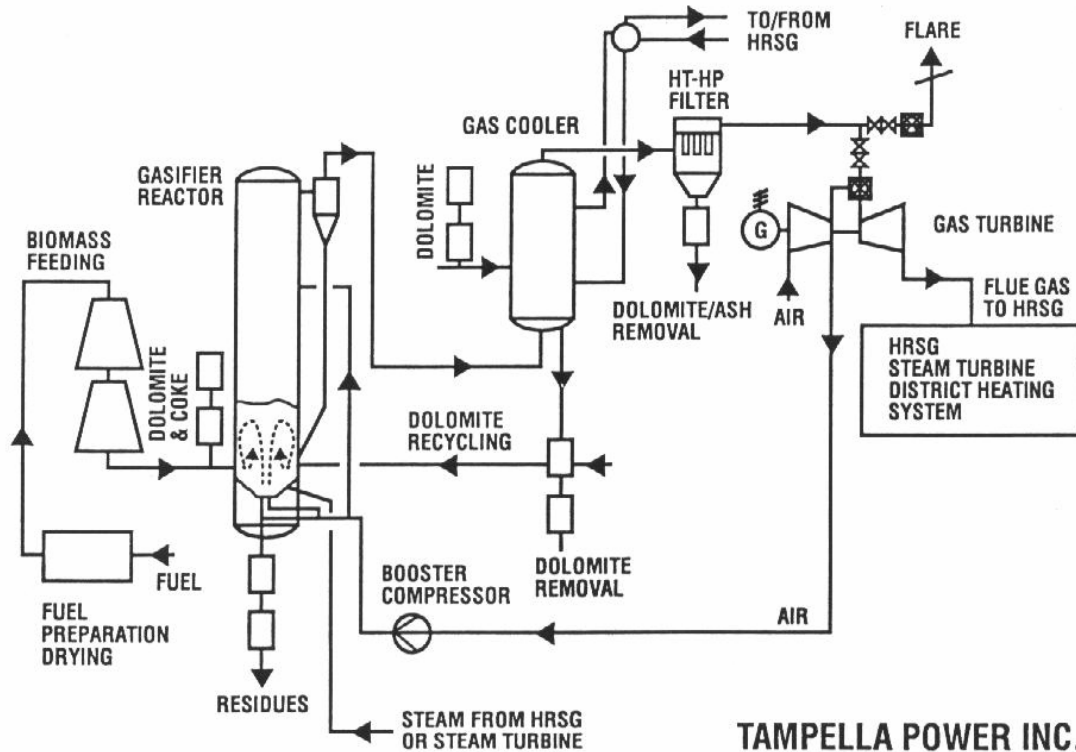 TO/FROM
HRSG
FLARE
HT-HP
FILTER
GAS COOLER
GASIFIER
REACTOR
DOLOMITE
BIOMASS
FEEDING
G
GAS TURBINE
DOLOMITE/ASH
REMOVAL
AIR
FLUE GAS
TO HRSG
HRSG
STEAM TURBINE
DISTRICT HEATING
SYSTEM
DOLOMITE
& COKE
DOLOMITE
RECYCLING
FUEL
DOLOMITE
REMOVAL
BOOSTER
COMPRESSOR
AIR
FUEL
PREPARATION
DRYING
RESIDUES
STEAM FROM HRSG
OR STEAM TURBINE
TAMPELLA POWER INC.